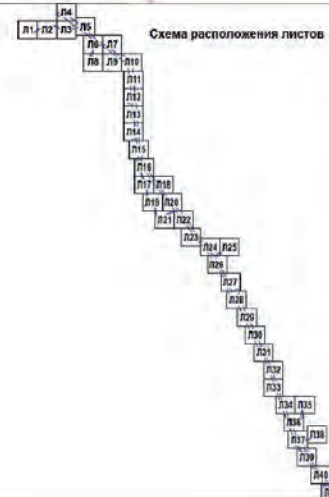 Л4
Схема расположения листов
Л1 Л2 Л3 Л5
Л6 Л7
Л8 Л9 Л10
Л11
Л12
Л13
Л14
Л15
Л16
Л17 Л18
Л19 Л20
Л21 Л22
Л23
Л24 Л25
Л26
Л27
Л28
Л29
Л30
Л31
Л32
Л33
Л34 Л35
Л36
Л37 Л38
Л39
Л40